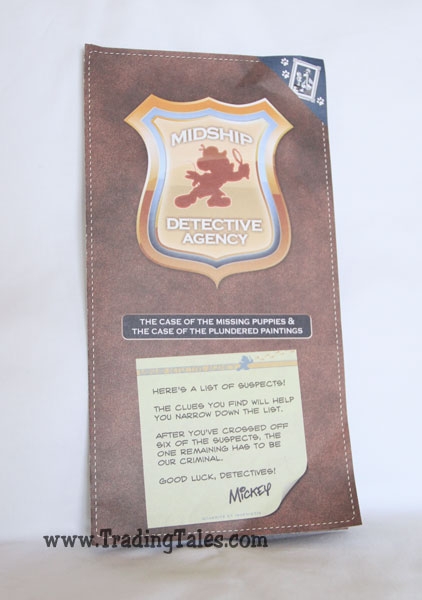 MIDSHIP
DETECTIVE
AGENCY
THE CASE OF THE MISSING PUPPIES &
THE CASE OF THE PLUNDERED PAINTINGS
HERE'S A LIST OF SUSPECTS!
THE CLUES YOU FIND WILL HELP
YOU NARROW DOWN THE LIST.
AFTER YOU'VE CROSSED OFF
SIX OF THE SUSPECTS, THE
ONE REMAINING HAS TO BE
OUR CRIMINAL.
GOOD LUCK, DETECTIVES!
MICKEY
www.TradingTales.com